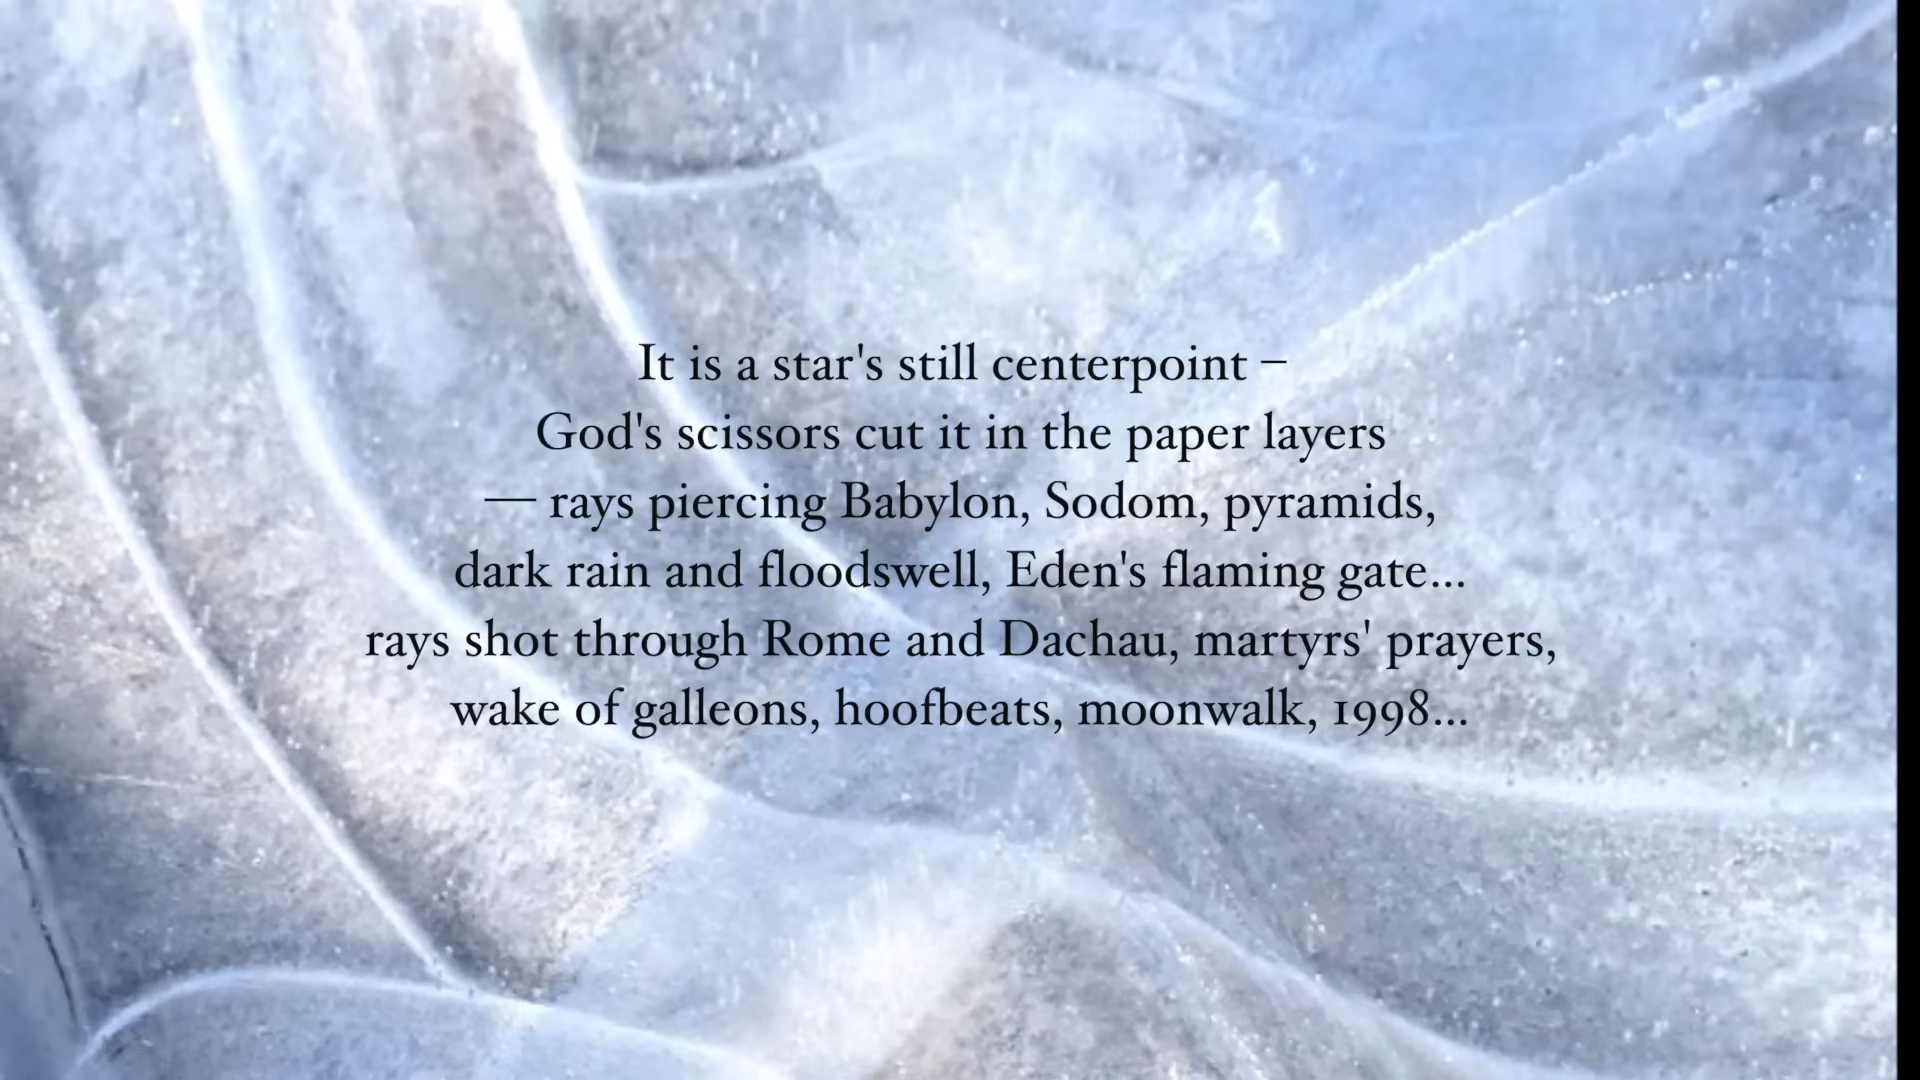 It is a star's still centerpoint –
God's scissors cut it in the paper layers
— rays piercing Babylon, Sodom, pyramids,
dark rain and floodswell, Eden's flaming gate...
rays shot through Rome and Dachau, martyrs' prayers,
wake of galleons, hoofbeats, moonwalk, 1998...